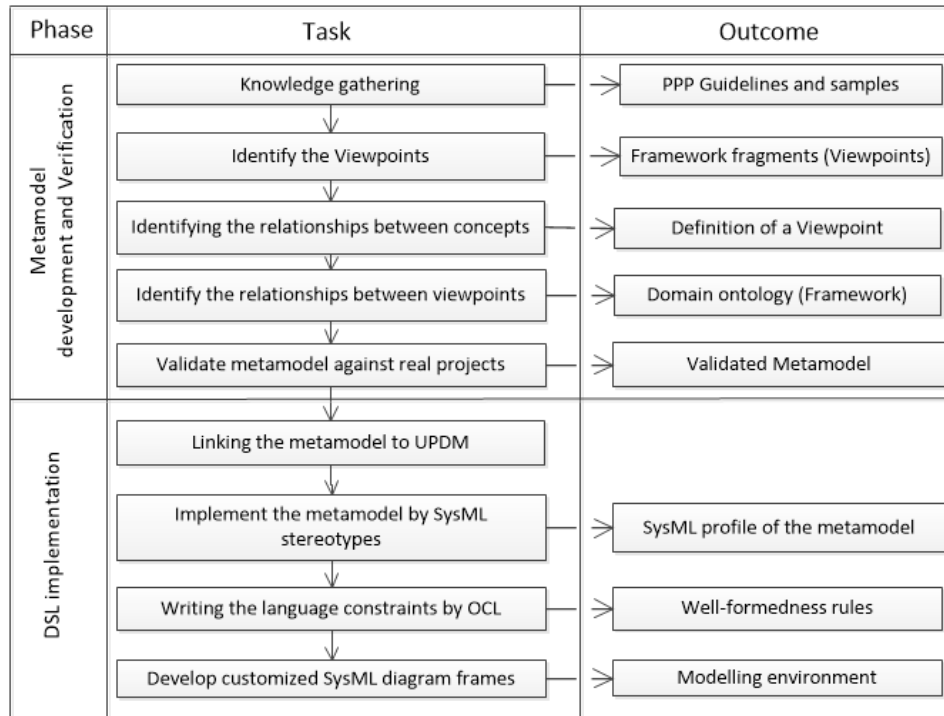 Phase
Task
Outcome
Metamodel
development and Verification
Knowledge gathering
PPP Guidelines and samples
Identify the Viewpoints
Framework fragments (Viewpoints)
Identifying the relationships between concepts
Definition of a Viewpoint
Identify the relationships between viewpoints
Domain ontology (Framework)
Validate metamodel against real projects
Validated Metamodel
DSL implementation
Linking the metamodel to UPDM
Implement the metamodel by SysML
stereotypes
SysML profile of the metamodel
Writing the language constraints by OCL
Well-formedness rules
Develop customized SysML diagram frames
Modelling environment